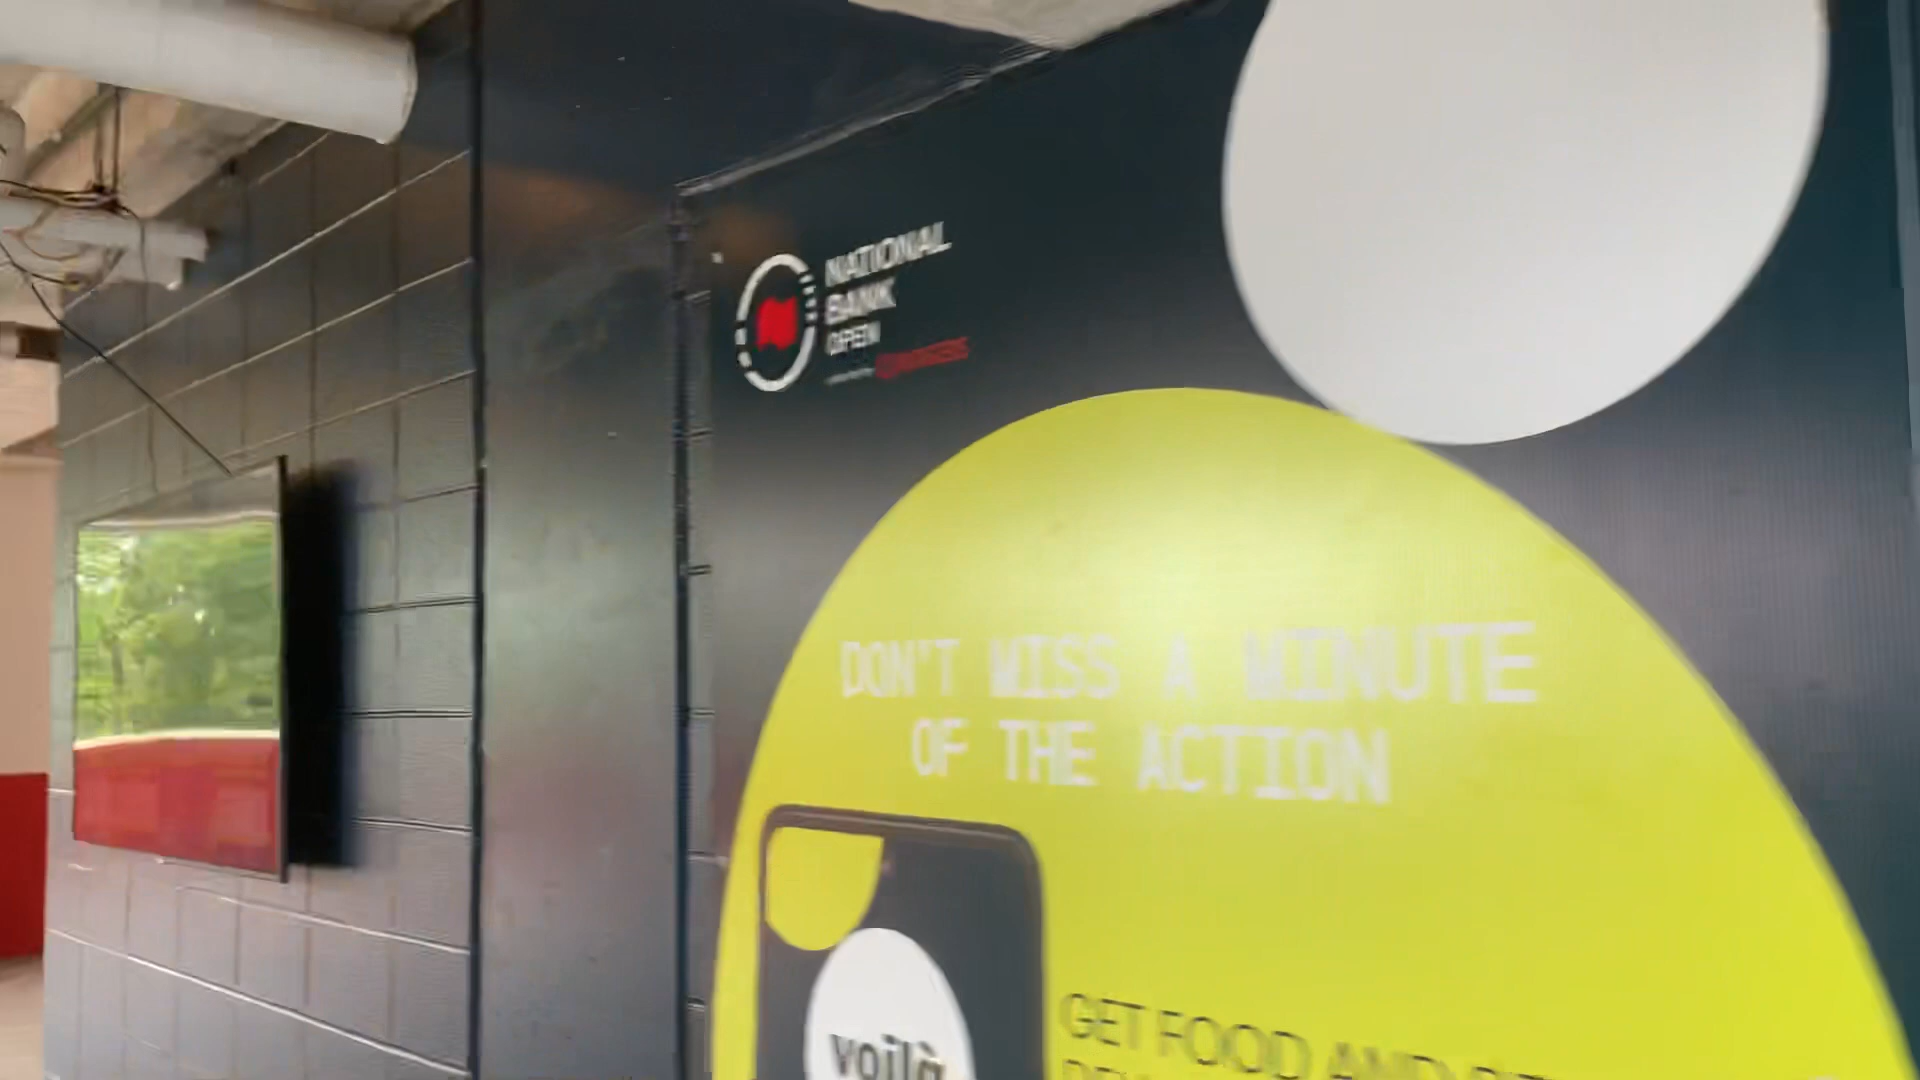 NATIONAL
BANK
OPEN
DON'T MISS A MINUTE
OF THE ACTION
voilà
GET FOOD AND